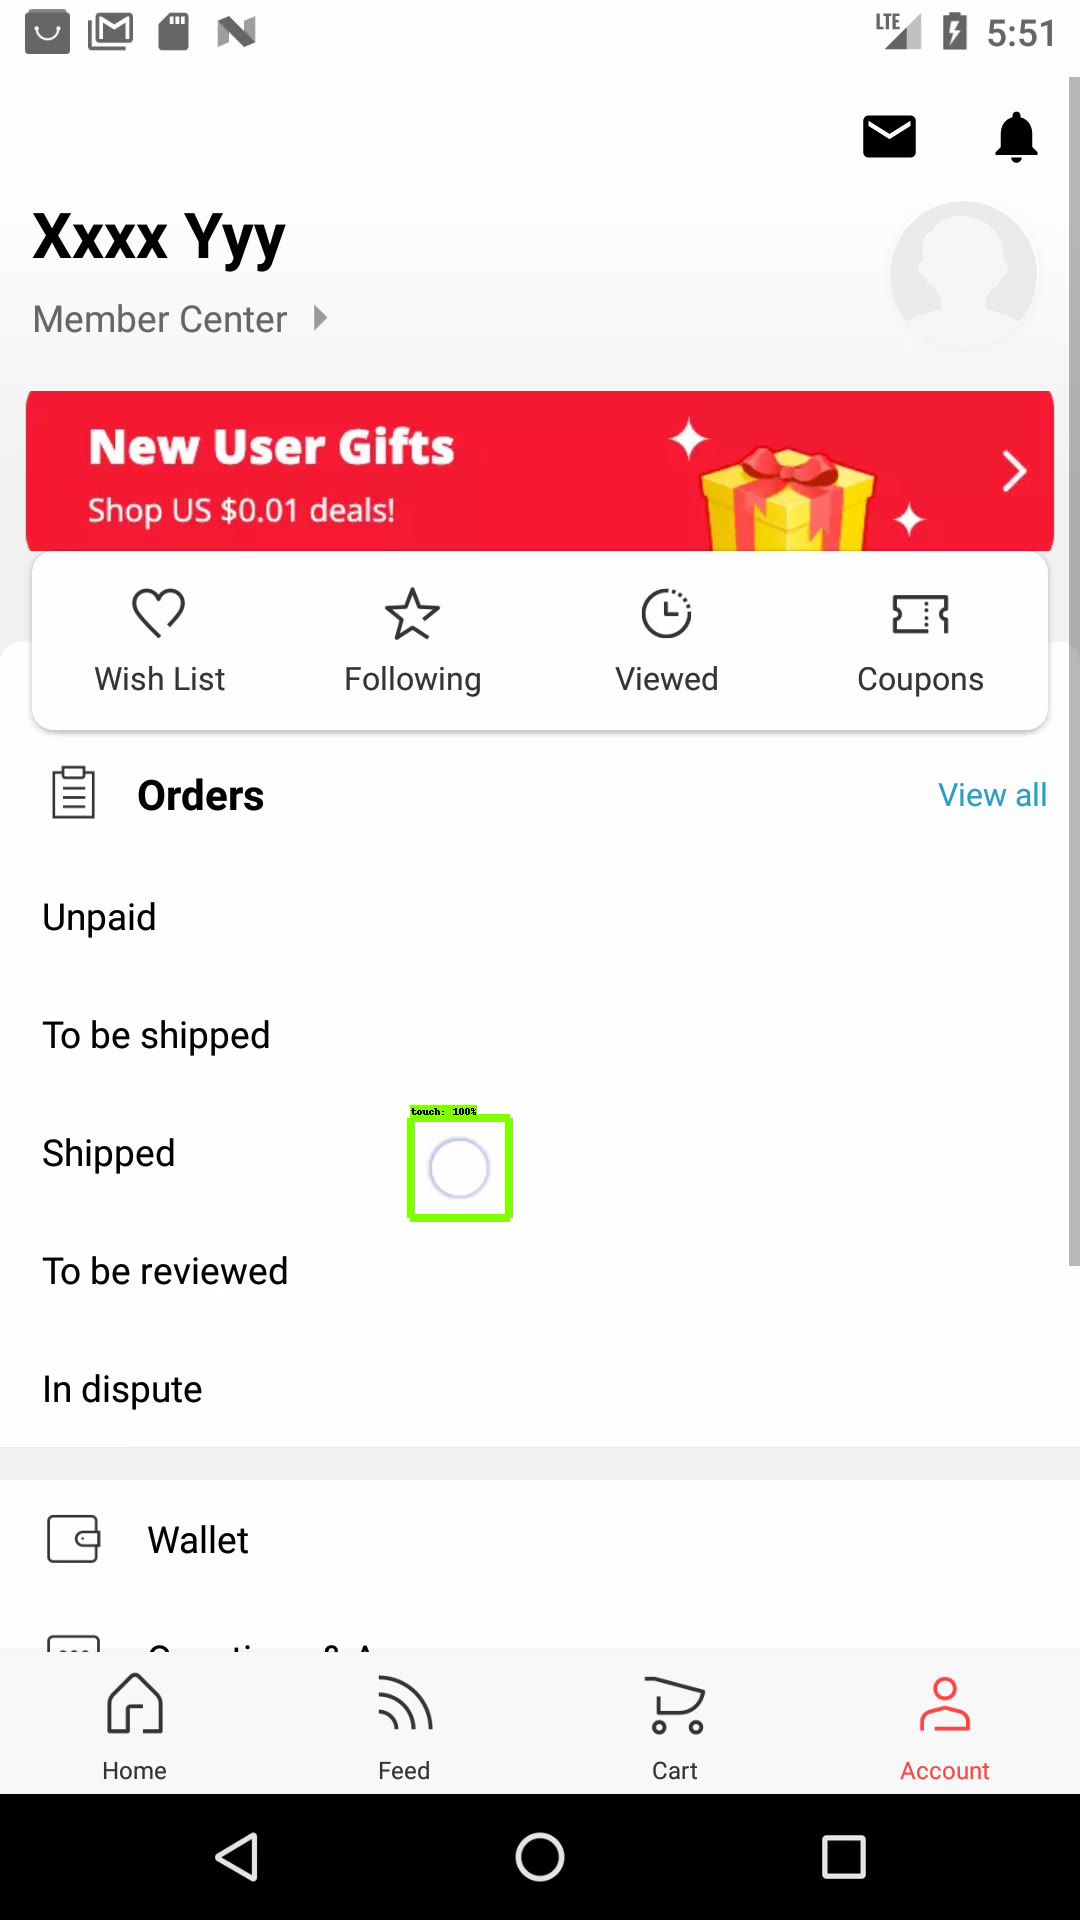 LTE 5:51
Xxxx Yyy
Member Center
New User Gifts
Shop US $0.01 deals!
Wish List Following Viewed Coupons
Orders View all
Unpaid
To be shipped
touch: 100%
Shipped
To be reviewed
In dispute
Wallet
Home Feed Cart Account